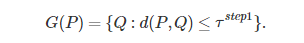 G(P) = {Q : d(P, Q) ≤ τ^{step1}}.